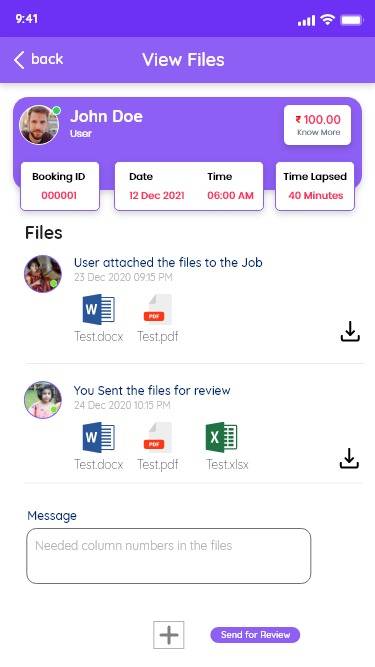 9:41
back
View Files
John Doe
User
₹ 100.00
Know More
Booking ID
000001
Date
12 Dec 2021
Time
06:00 AM
Time Lapsed
40 Minutes
Files
User attached the files to the Job
23 Dec 2020 09:15 PM
W
PDF
Test.docx
Test.pdf
You Sent the files for review
24 Dec 2020 10:15 PM
W
PDF
X
Test.docx
Test.pdf
Test.xlsx
Message
Needed column numbers in the files
Send for Review